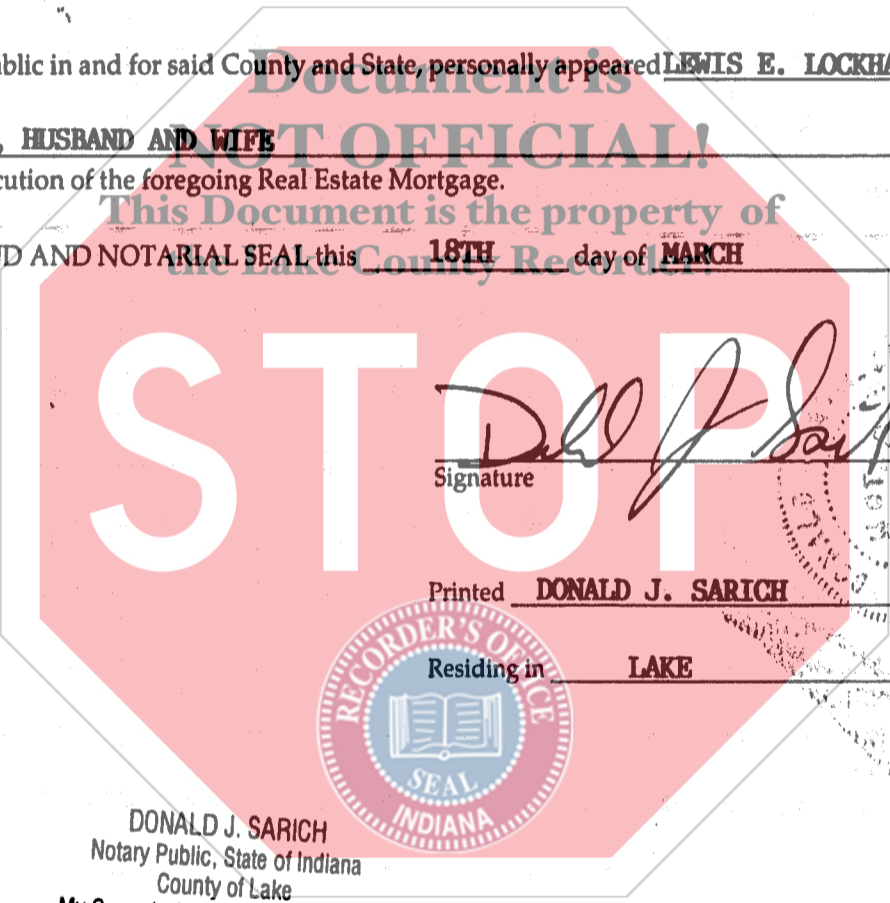 Document is
blic in and for said County and State, personally appeared LEWIS E. LOCKHA
NOT OFFICIAL!
, HUSBAND AND WIFE
cution of the foregoing Real Estate Mortgage.
This Document is the property of
the Lake County Recorder!
D AND NOTARIAL SEAL this 18TH day of MARCH
STOP
Signature
Printed DONALD J. SARICH
RECORDER'S OFFICE
Residing in LAKE
SEAL
INDIANA
DONALD J. SARICH
Notary Public, State of Indiana
County of Lake